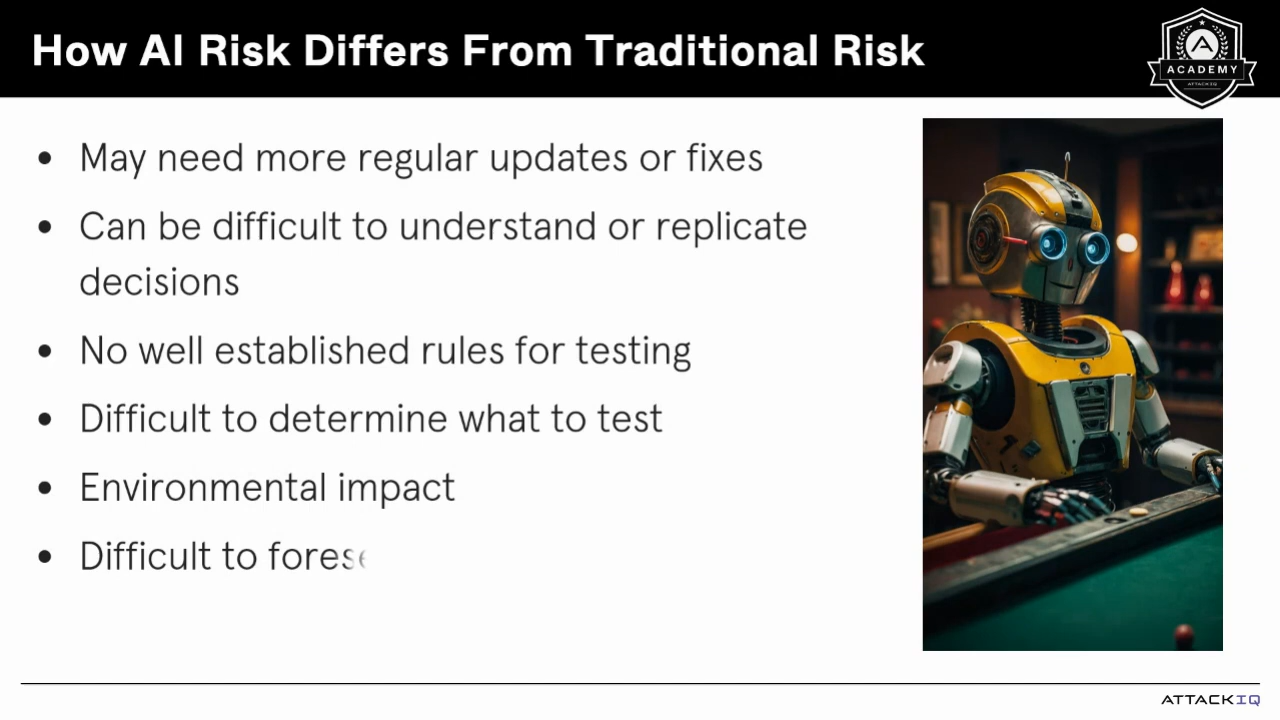 How AI Risk Differs From Traditional Risk
ACADEMY
ATTACKIQ
• May need more regular updates or fixes
• Can be difficult to understand or replicate
decisions
• No well established rules for testing
• Difficult to determine what to test
• Environmental impact
• Difficult to
ATTACKIQ